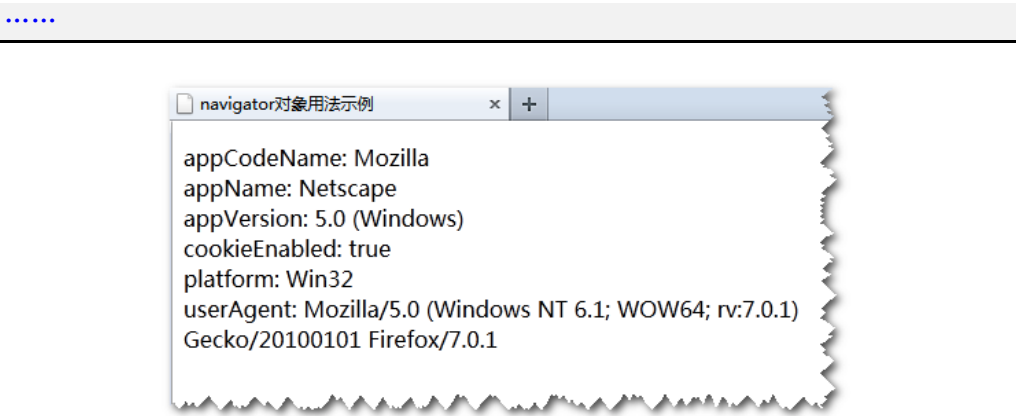 ……
navigator对象用法示例 × +
appCodeName: Mozilla
appName: Netscape
appVersion: 5.0 (Windows)
cookieEnabled: true
platform: Win32
userAgent: Mozilla/5.0 (Windows NT 6.1; WOW64; rv:7.0.1)
Gecko/20100101 Firefox/7.0.1